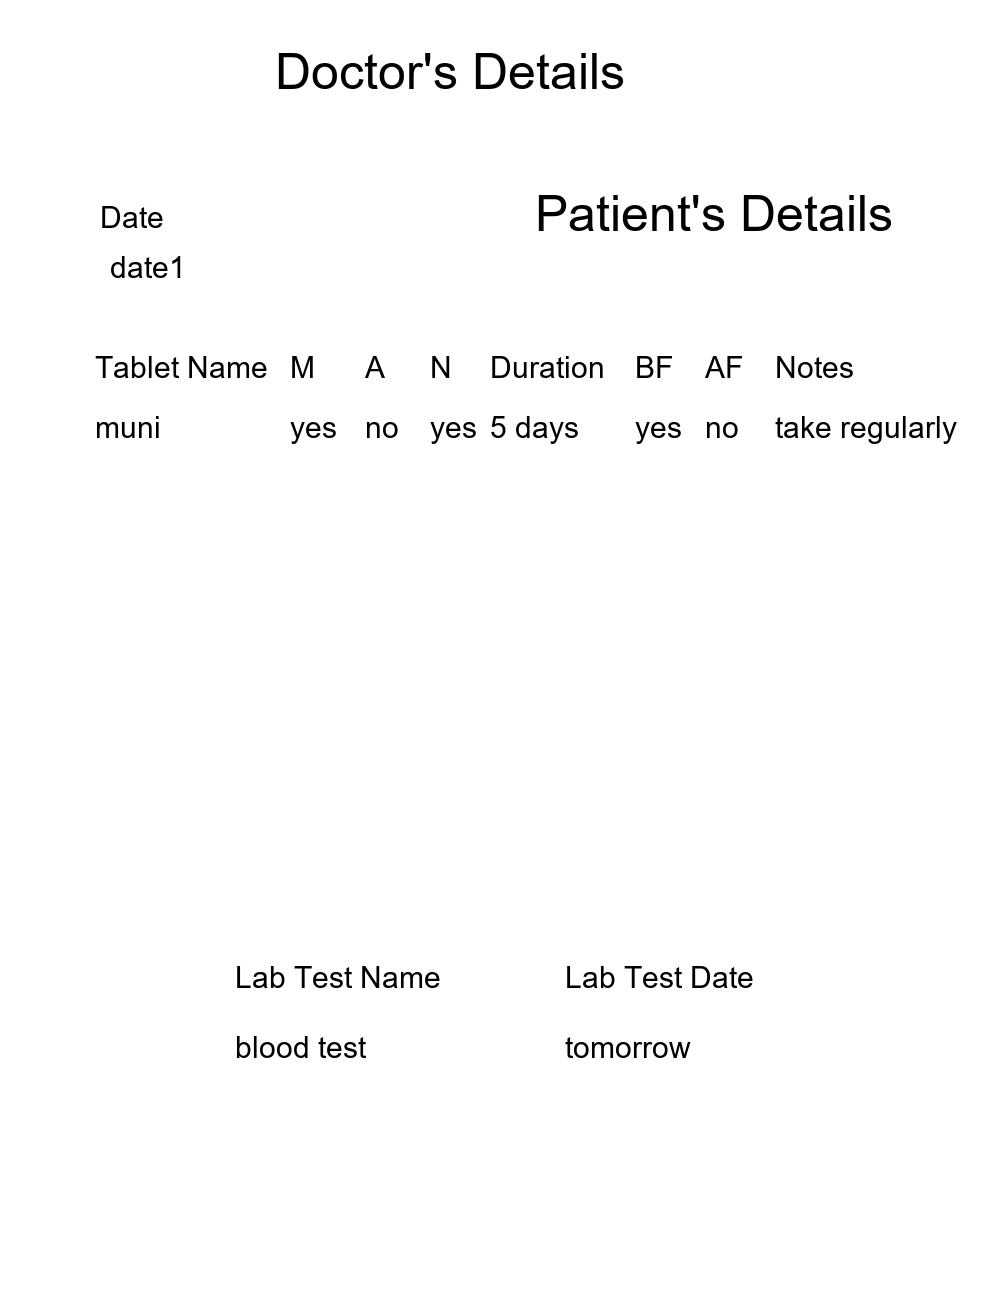 Doctor's Details
Patient's Details
Date
date1
Tablet Name M A N Duration BF AF Notes
muni yes no yes 5 days yes no take regularly
Lab Test Name Lab Test Date
blood test tomorrow